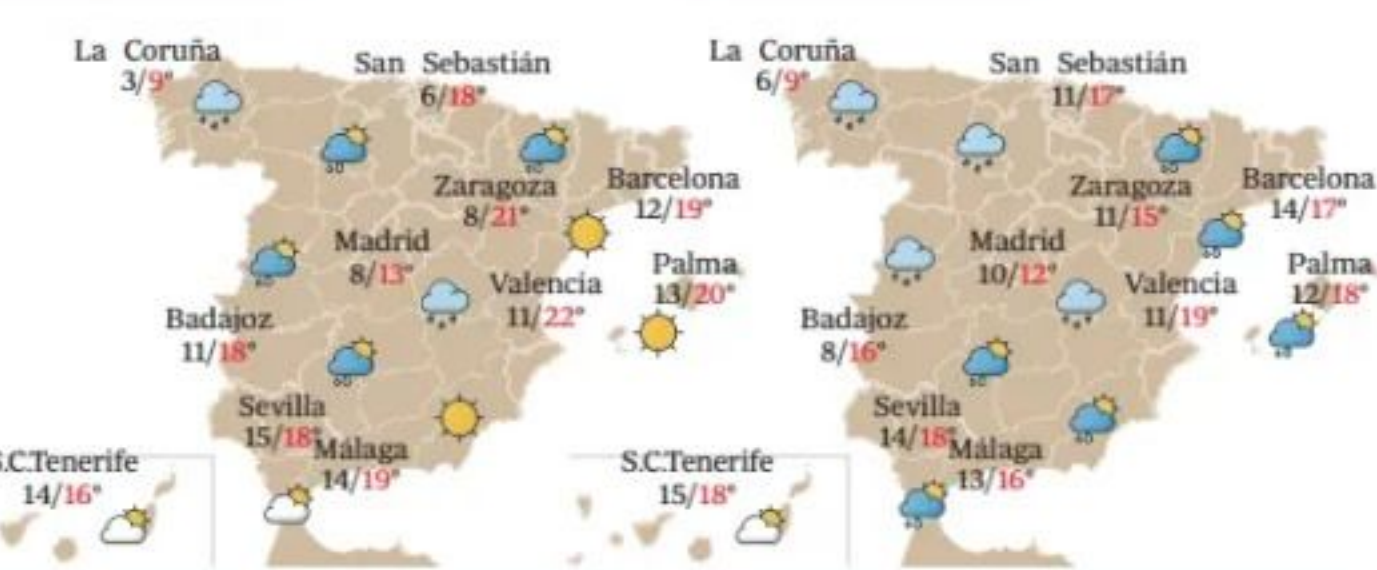 La Coruña
3/9°
San Sebastián
6/18°
Zaragoza
8/21°
Barcelona
12/19°
Madrid
8/13°
Valencia
11/22°
Palma
13/20°
Badajoz
11/18°
Sevilla
15/18°
Málaga
14/19°
S.C.Tenerife
14/16°
La Coruña
6/9°
San Sebastián
11/17°
Zaragoza
11/15°
Barcelona
14/17°
Madrid
10/12°
Valencia
11/19°
Palma
12/18°
Badajoz
8/16°
Sevilla
14/18°
Málaga
13/16°
S.C.Tenerife
15/18°